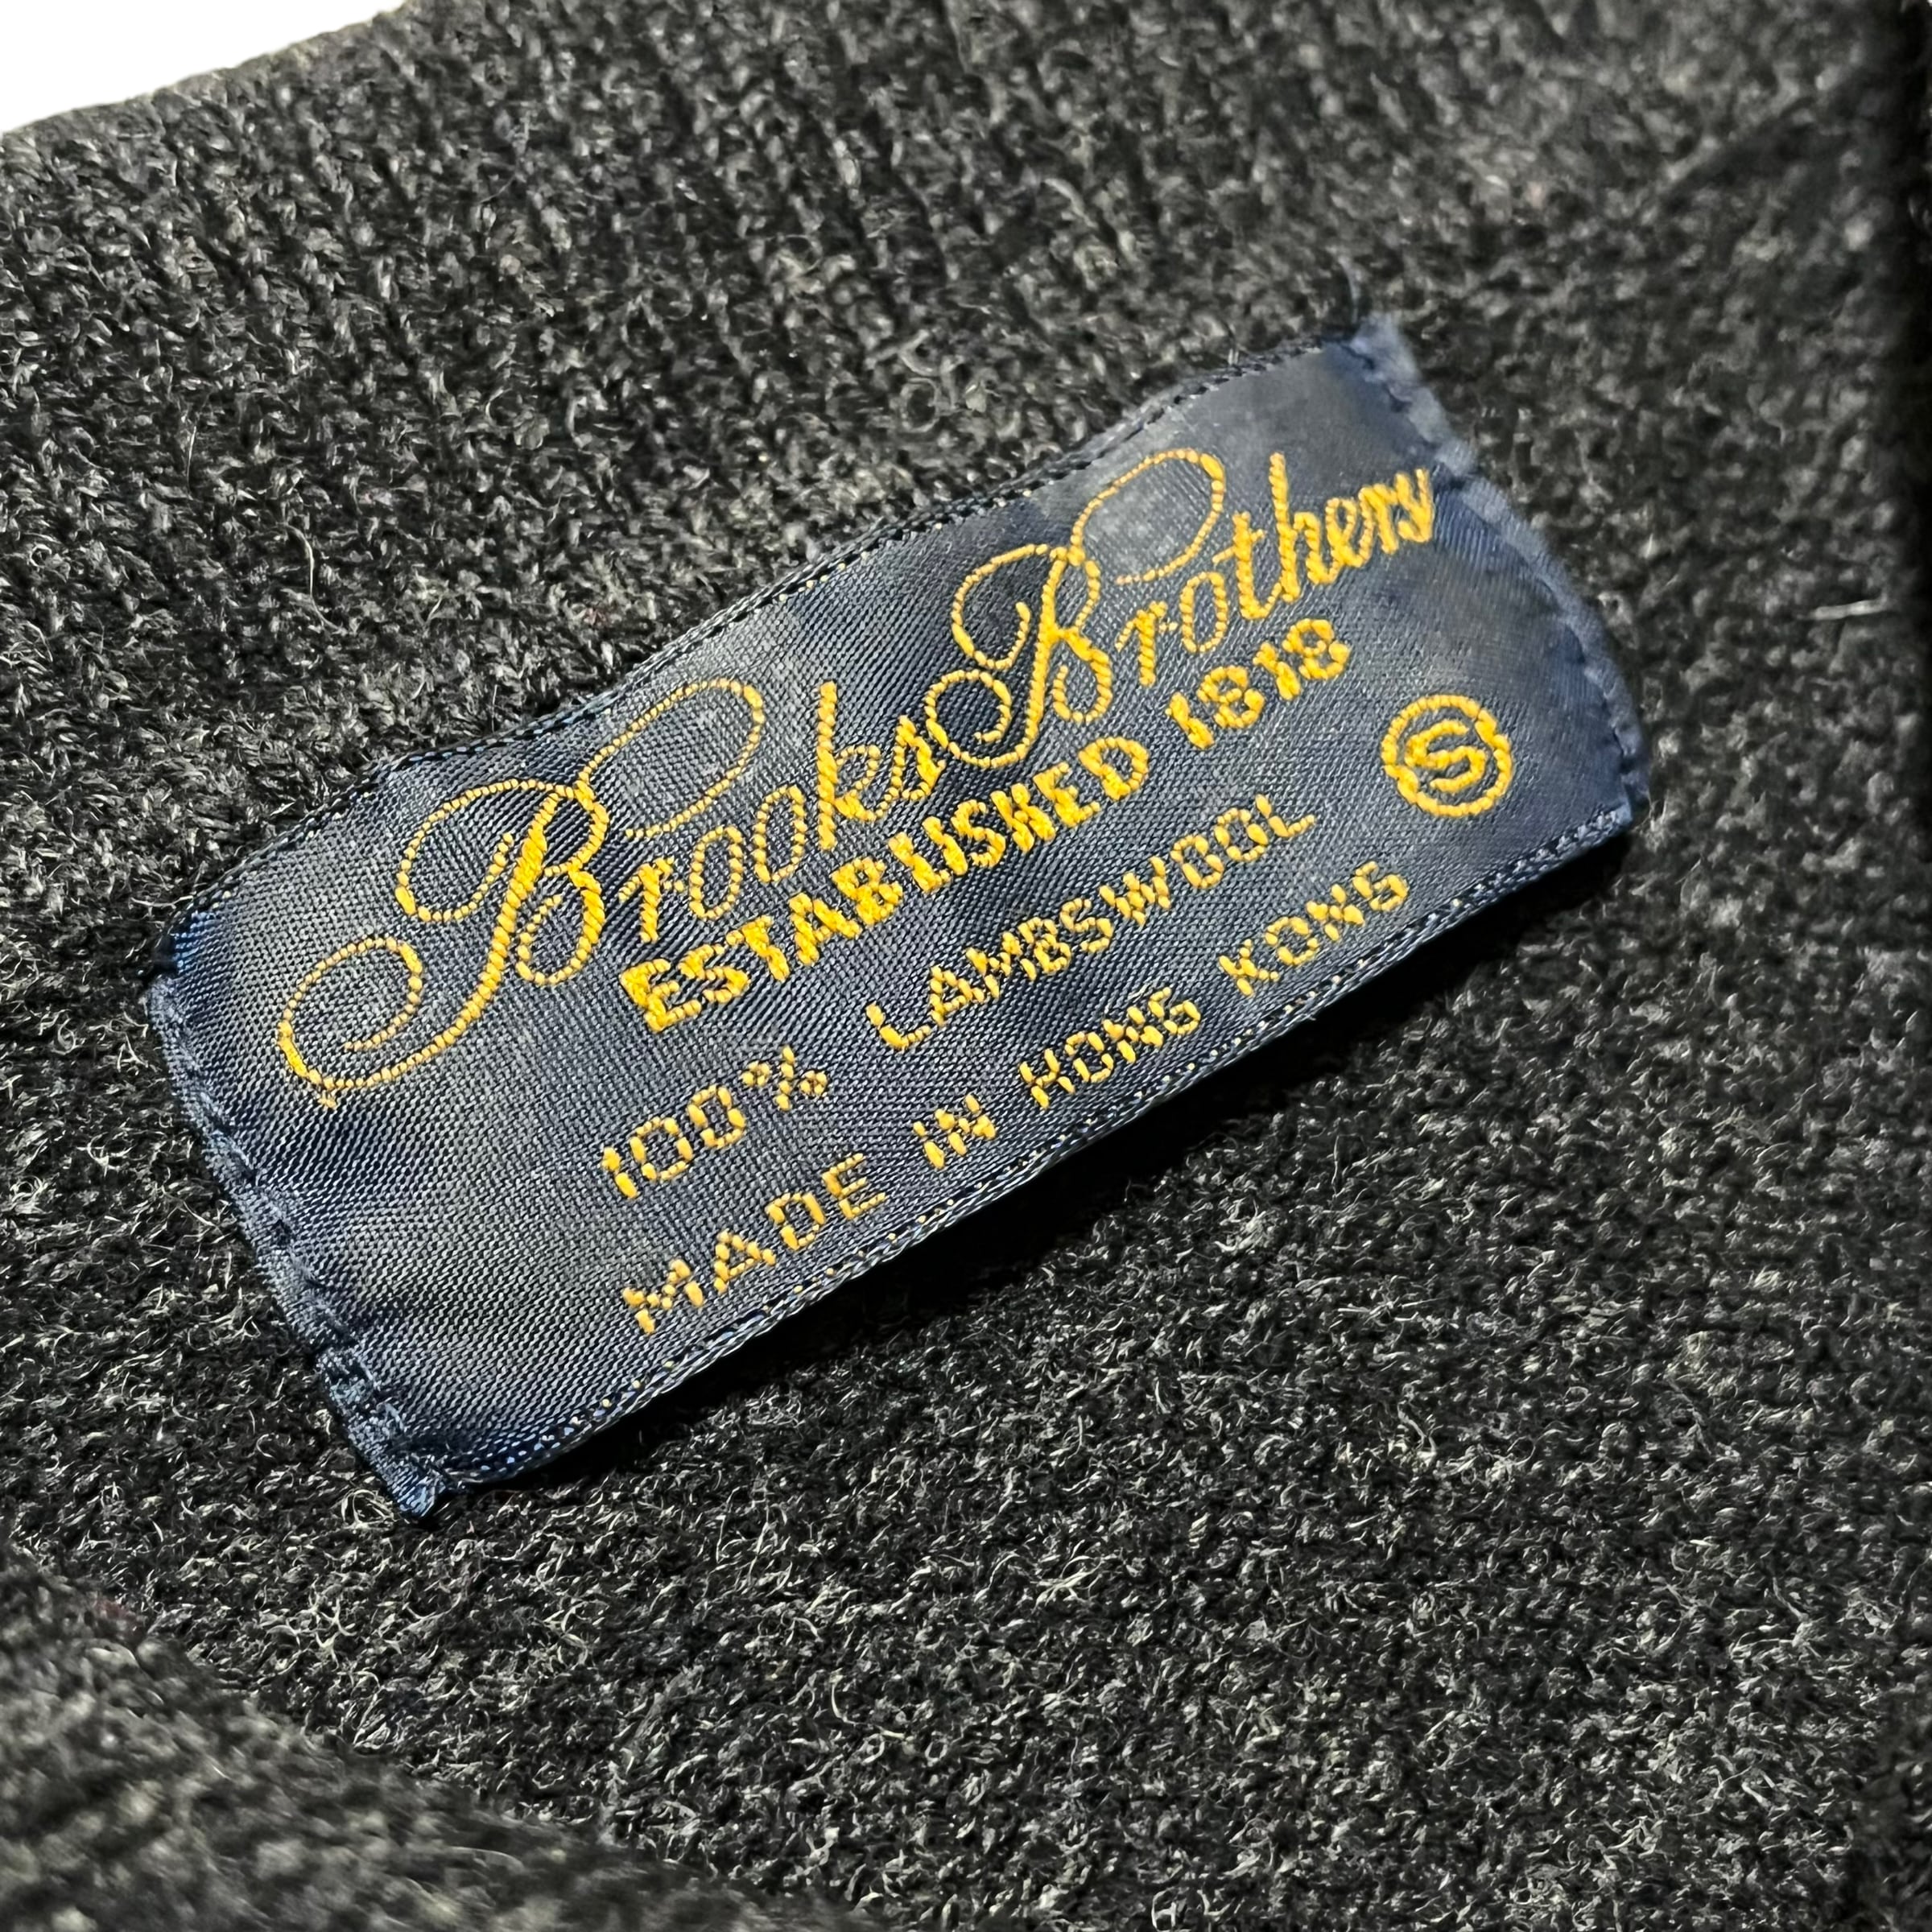 Brooks Brothers
ESTABLISHED 1818
100% LAMBSWOOL
S
MADE IN HONG KONG